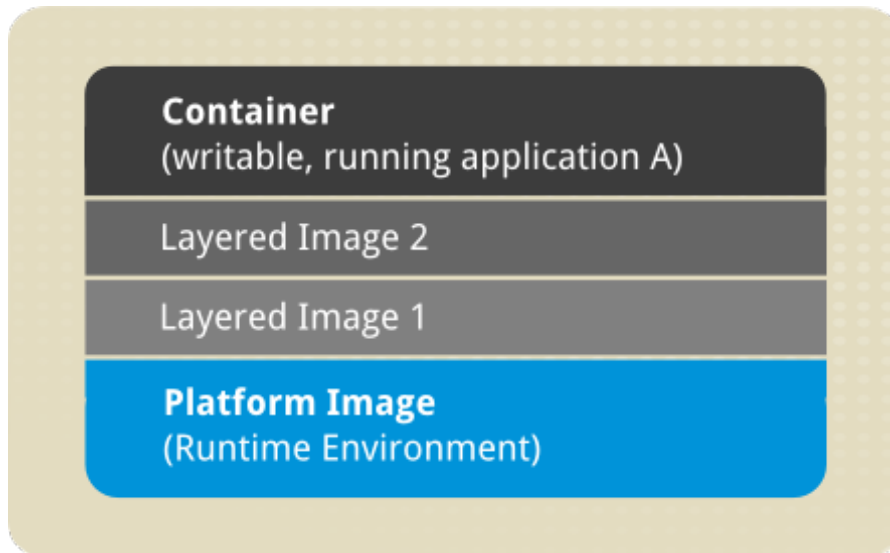 Container
(writable, running application A)
Layered Image 2
Layered Image 1
Platform Image
(Runtime Environment)